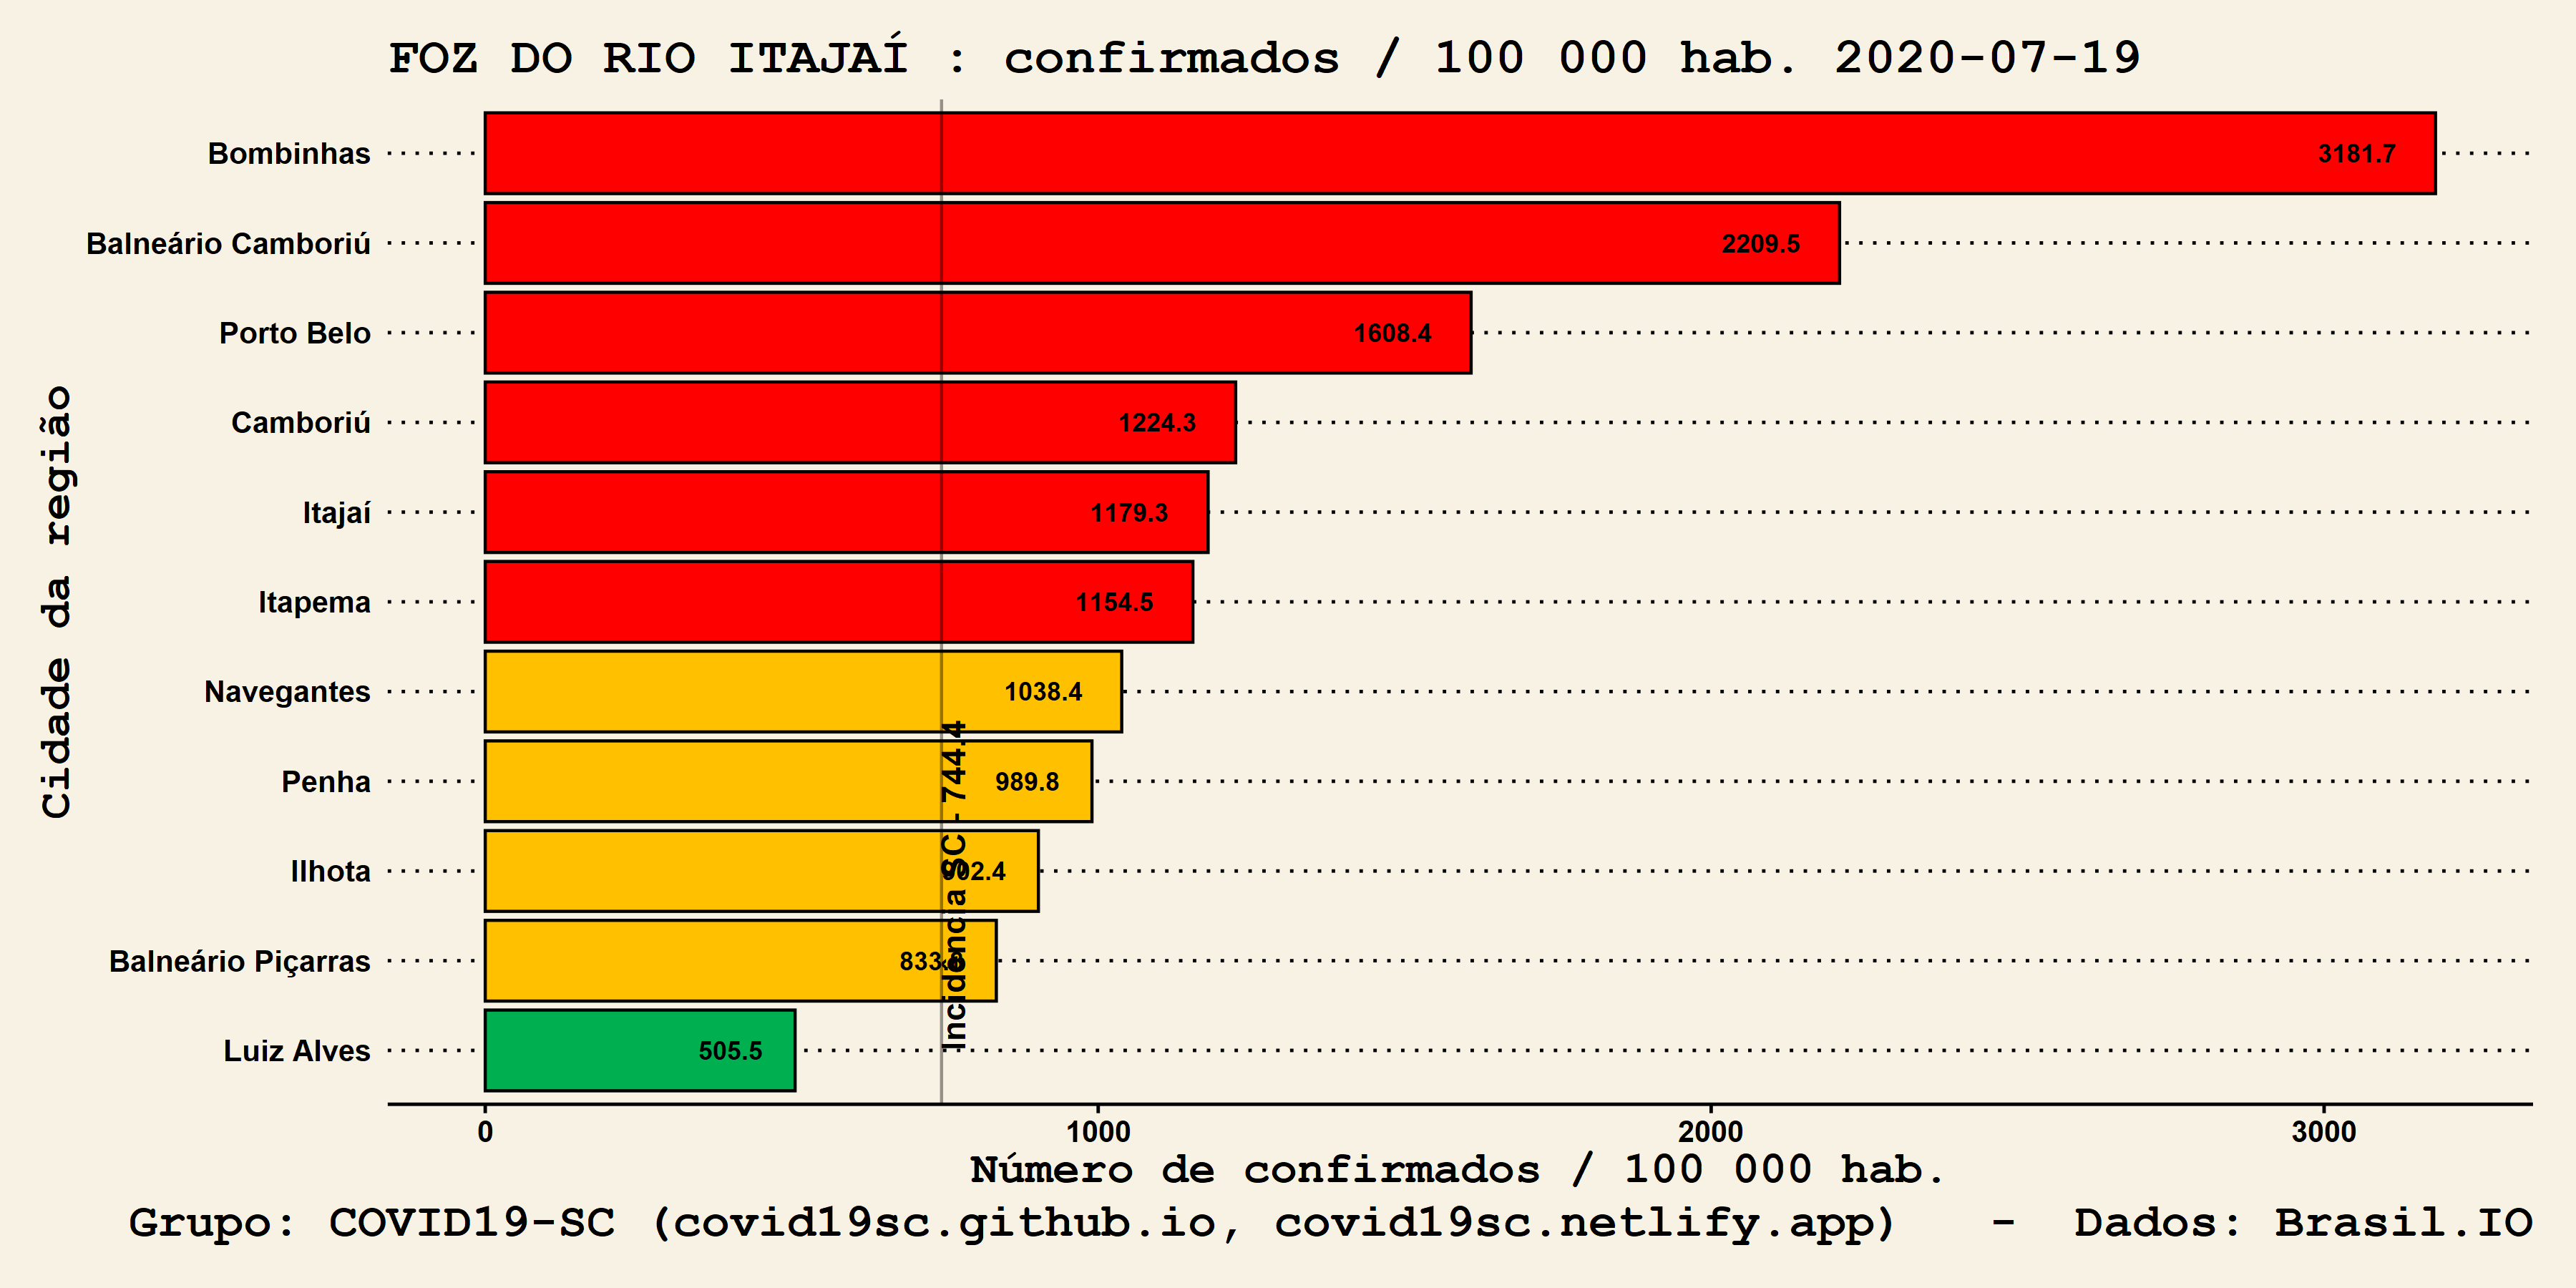 FOZ DO RIO ITAJAÍ : confirmados / 100 000 hab. 2020-07-19
Cidade da região
Bombinhas 3181.7
Balneário Camboriú 2209.5
Porto Belo 1608.4
Camboriú 1224.3
Itajaí 1179.3
Itapema 1154.5
Navegantes 1038.4
Penha 989.8
Ilhota 902.4
Balneário Piçarras
Luiz Alves 505.5
Incidência SC - 744.4
0 1000 2000 3000
Número de confirmados / 100 000 hab.
Grupo: COVID19-SC (covid19sc.github.io, covid19sc.netlify.app) - Dados: Brasil.IO